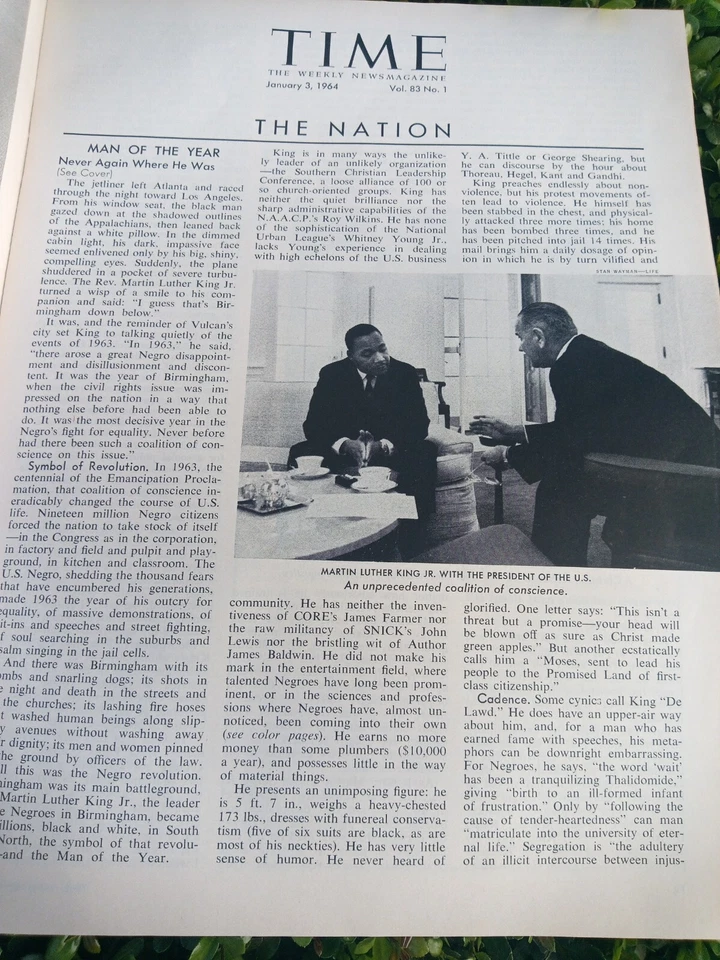 TIME
THE WEEKLY NEWSMAGAZINE
January 3, 1964 Vol. 83 No. 1
THE NATION
MAN OF THE YEAR
Never Again Where He Was
(See Cover)
The jetliner left Atlanta and raced
through the night toward Los Angeles.
From his window seat, the black man
gazed down at the shadowed outlines
of the Appalachians, then leaned back
against a white pillow. In the dimmed
cabin light, his dark, impassive face
seemed enlivened only by his big, shiny,
compelling eyes. Suddenly, the plane
shuddered in a pocket of severe turbu-
lence. The Rev. Martin Luther King Jr.
turned a wisp of a smile to his com-
panion and said: "I guess that's Bir-
mingham down below."
It was, and the reminder of Vulcan's
city set King to talking quietly of the
events of 1963. "In 1963," he said,
"there arose a great Negro disappoint-
ment and disillusionment and discon-
tent. It was the year of Birmingham,
when the civil rights issue was im-
pressed on the nation in a way that
nothing else before had been able to
do. It was the most decisive year in the
Negro's fight for equality. Never before
had there been such a coalition of con-
science on this issue."
Symbol of Revolution. In 1963, the
centennial of the Emancipation Procla-
mation, that coalition of conscience in-
eradicably changed the course of U.S.
life. Nineteen million Negro citizens
forced the nation to take stock of itself
—in the Congress as in the corporation,
in factory and field and pulpit and play-
ground, in kitchen and classroom. The
U.S. Negro, shedding the thousand fears
that have encumbered his generations,
made 1963 the year of his outcry for
equality, of massive demonstrations, of
it-ins and speeches and street fighting,
f soul searching in the suburbs and
salm singing in the jail cells.
And there was Birmingham with its
mbs and snarling dogs; its shots in
e night and death in the streets and
the churches; its lashing fire hoses
t washed human beings along slip-
y avenues without washing away
r dignity; its men and women pinned
he ground by officers of the law.
ll this was the Negro revolution.
ningham was its main battleground,
Martin Luther King Jr., the leader
e Negroes in Birmingham, became
illions, black and white, in South
North, the symbol of that revolu-
—and the Man of the Year.
King is in many ways the unlike-
ly leader of an unlikely organization
—the Southern Christian Leadership
Conference, a loose alliance of 100 or
so church-oriented groups. King has
neither the quiet brilliance nor the
sharp administrative capabilities of the
N.A.A.C.P.'s Roy Wilkins. He has none
of the sophistication of the National
Urban League's Whitney Young Jr.,
lacks Young's experience in dealing
with high echelons of the U.S. business
Y. A. Tittle or George Shearing, but
he can discourse by the hour about
Thoreau, Hegel, Kant and Gandhi.
King preaches endlessly about non-
violence, but his protest movements of-
ten lead to violence. He himself has
been stabbed in the chest, and physical-
ly attacked three more times; his home
has been bombed three times, and he
has been pitched into jail 14 times. His
mail brings him a daily dosage of opin-
ion in which he is by turn vilified and
STAN WAYMAN—LIFE
MARTIN LUTHER KING JR. WITH THE PRESIDENT OF THE U.S.
An unprecedented coalition of conscience.
community. He has neither the inven-
tiveness of CORE's James Farmer nor
the raw militancy of SNICK's John
Lewis nor the bristling wit of Author
James Baldwin. He did not make his
mark in the entertainment field, where
talented Negroes have long been prom-
inent, or in the sciences and profes-
sions where Negroes have, almost un-
noticed, been coming into their own
(see color pages). He earns no more
money than some plumbers ($10,000
a year), and possesses little in the way
of material things.
He presents an unimposing figure: he
is 5 ft. 7 in., weighs a heavy-chested
173 lbs., dresses with funereal conserva-
tism (five of six suits are black, as are
most of his neckties). He has very little
sense of humor. He never heard of
glorified. One letter says: "This isn't a
threat but a promise—your head will
be blown off as sure as Christ made
green apples." But another ecstatically
calls him a "Moses, sent to lead his
people to the Promised Land of first-
class citizenship."
Cadence. Some cynics call King "De
Lawd." He does have an upper-air way
about him, and, for a man who has
earned fame with speeches, his meta-
phors can be downright embarrassing.
For Negroes, he says, "the word 'wait'
has been a tranquilizing Thalidomide,"
giving "birth to an ill-formed infant
of frustration." Only by "following the
cause of tender-heartedness" can man
"matriculate into the university of eter-
nal life." Segregation is "the adultery
of an illicit intercourse between injus-